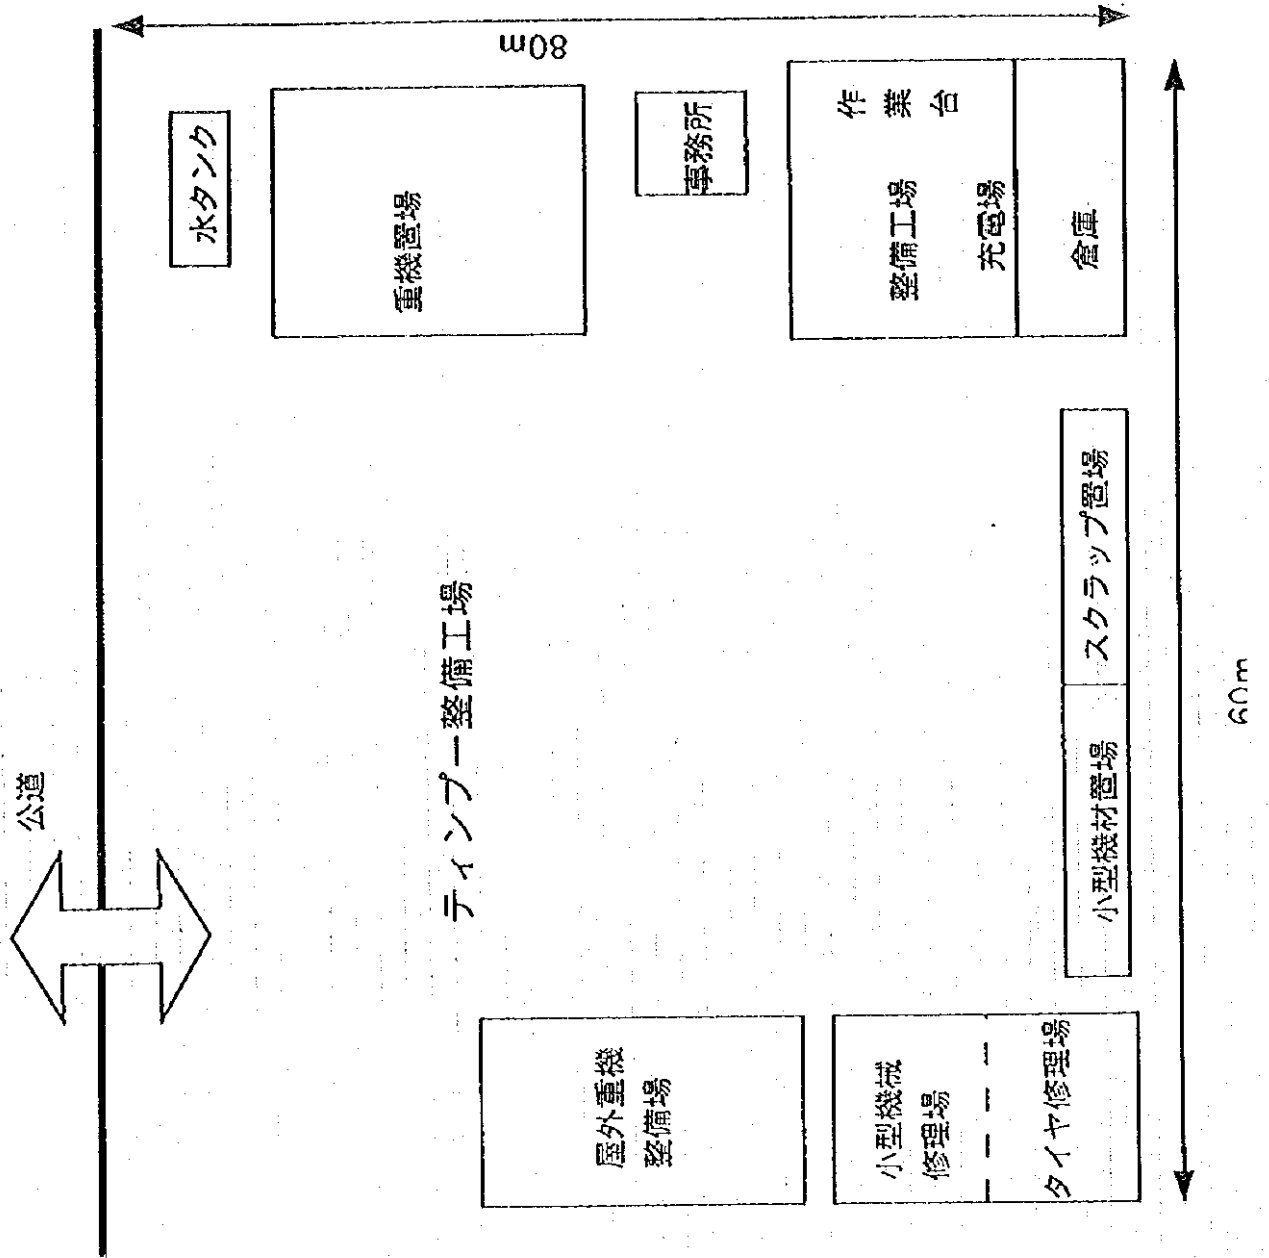 公道
水タンク
重機置場
事務所
作業台
整備工場
充電場
倉庫
80m
ティンプー整備工場
スクラップ置場
小型機材置場
屋外重機
整備場
小型機械
修理場
タイヤ修理場
60m